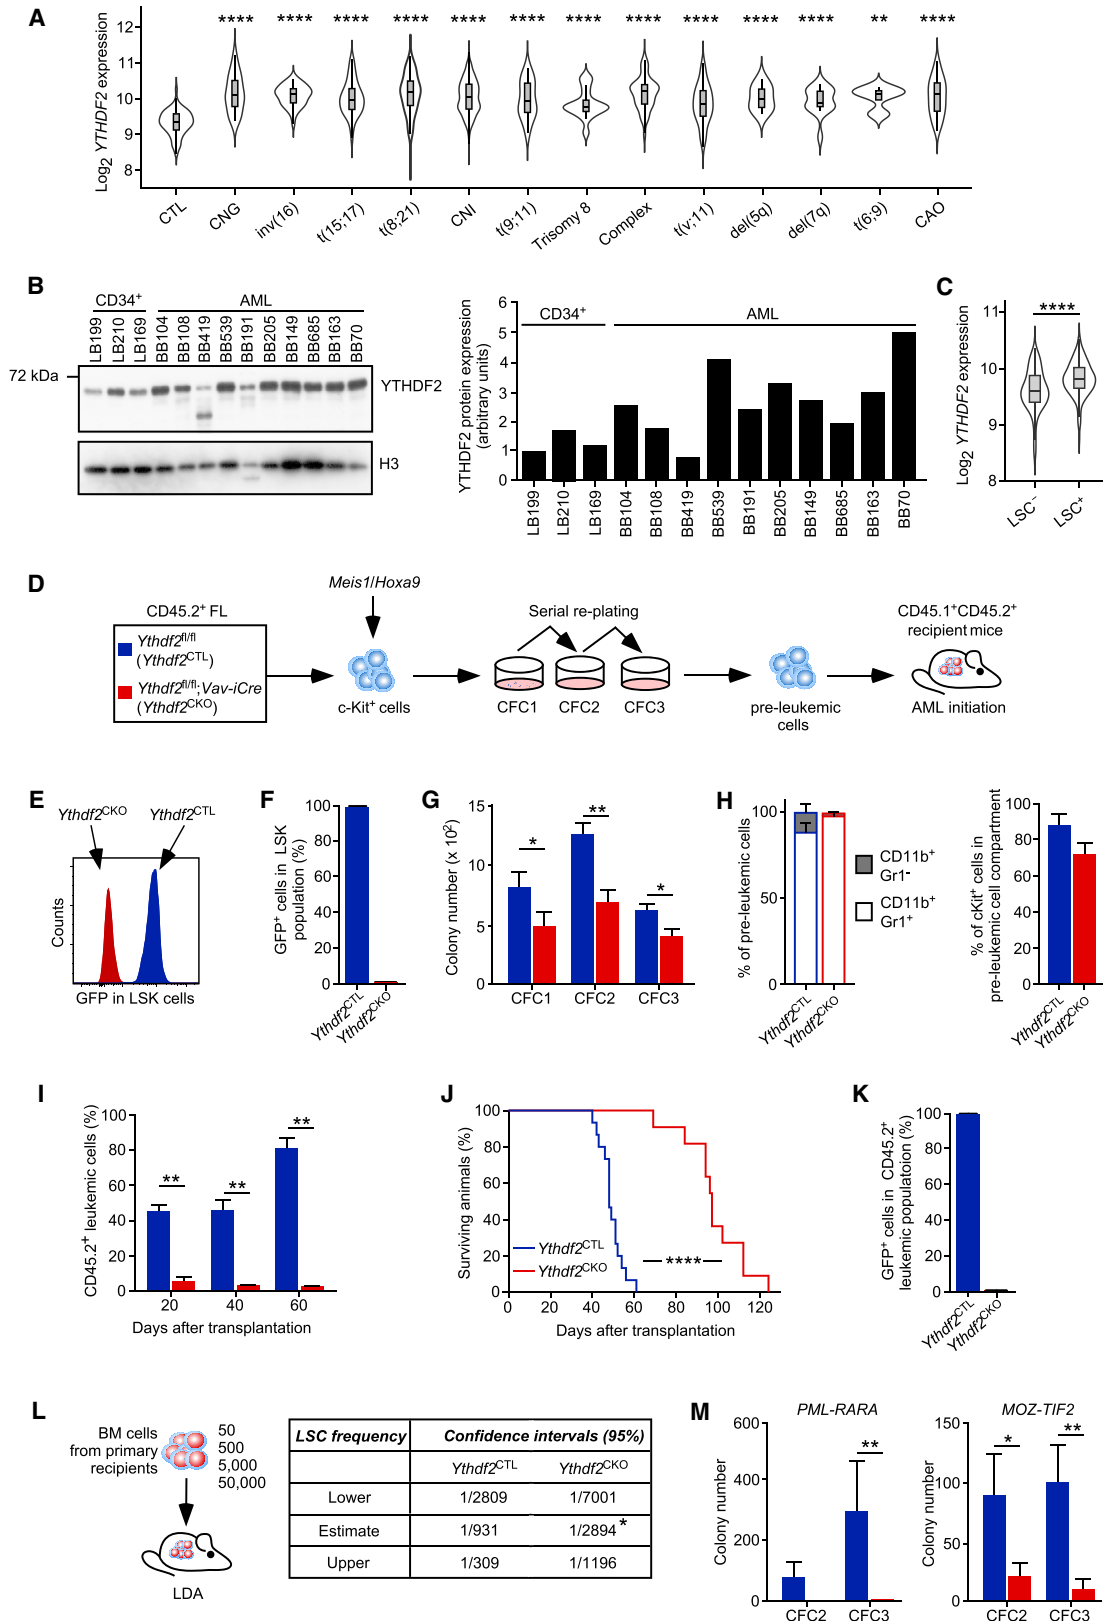 A
Log2 YTHDF2 expression
12
11
10
9
8
**** **** **** **** **** **** **** **** **** **** **** ** ****
CTL CNG inv(16) t(15;17) t(8;21) CNI t(9;11) Trisomy 8 Complex t(v;11) del(5q) del(7q) t(6;9) CAO
B
CD34+ AML
LB199 LB210 LB169 BB104 BB108 BB419 BB539 BB191 BB205 BB149 BB685 BB163 BB70
72 kDa
YTHDF2
H3
YTHDF2 protein expression
(arbitrary units)
6
5
4
3
2
1
0
CD34+ AML
LB199 LB210 LB169 BB104 BB108 BB419 BB539 BB191 BB205 BB149 BB685 BB163 BB70
C
Log2 YTHDF2 expression
11
10
9
8
****
LSC− LSC+
D
CD45.2+ FL
Ythdf2fl/fl
(Ythdf2CTL)
Ythdf2fl/fl;Vav-iCre
(Ythdf2CKO)
Meis1/Hoxa9
c-Kit+ cells
Serial re-plating
CFC1 CFC2 CFC3
pre-leukemic
cells
CD45.1+CD45.2+
recipient mice
AML initiation
E
Ythdf2CKO Ythdf2CTL
Counts
GFP in LSK cells
F
GFP+ cells in LSK
population (%)
100
80
60
40
20
0
Ythdf2CTL
Ythdf2CKO
G
Colony number (x 10²)
15
10
5
0
* ** *
CFC1 CFC2 CFC3
H
% of pre-leukemic cells
100
50
0
Ythdf2CTL
Ythdf2CKO
CD11b+
Gr1-
CD11b+
Gr1+
% of cKit+ cells in
pre-leukemic cell compartment
100
80
60
40
20
0
Ythdf2CTL
Ythdf2CKO
I
CD45.2+ leukemic cells (%)
100
80
60
40
20
0
** ** **
20 40 60
Days after transplantation
J
Surviving animals (%)
100
80
60
40
20
0
Ythdf2CTL
Ythdf2CKO
****
0 20 40 60 80 100 120
Days after transplantation
K
GFP+ cells in CD45.2+
leukemic populatoion (%)
100
80
60
40
20
0
Ythdf2CTL
Ythdf2CKO
L
BM cells
from primary
recipients
50
500
5,000
50,000
LDA
LSC frequency Confidence intervals (95%)
Ythdf2CTL Ythdf2CKO
Lower 1/2809 1/7001
Estimate 1/931 1/2894*
Upper 1/309 1/1196
M
PML-RARA
Colony number
600
400
200
0
**
CFC2 CFC3
MOZ-TIF2
Colony number
150
100
50
0
* **
CFC2 CFC3